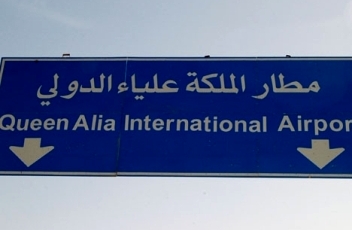 مطار الملكة علياء الدولي
Queen Alia International Airpor